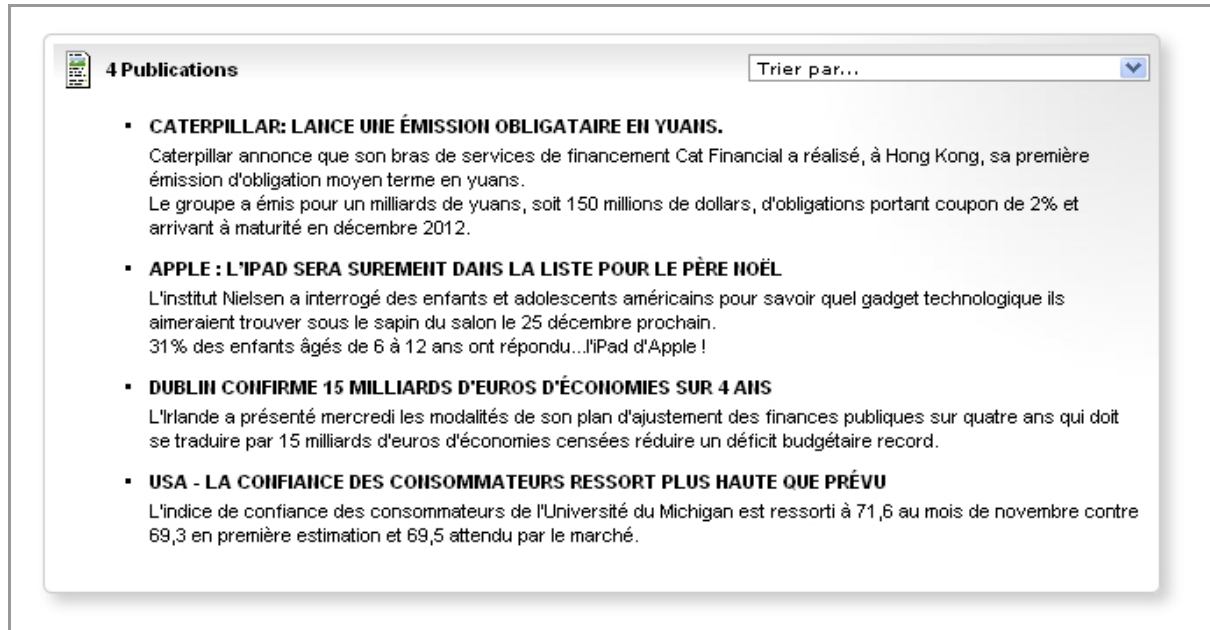 4 Publications
Trier par...
CATERPILLAR: LANCE UNE ÉMISSION OBLIGATAIRE EN YUANS.
Caterpillar annonce que son bras de services de financement Cat Financial a réalisé, à Hong Kong, sa première
émission d'obligation moyen terme en yuans.
Le groupe a émis pour un milliards de yuans, soit 150 millions de dollars, d'obligations portant coupon de 2% et
arrivant à maturité en décembre 2012.
APPLE : L'IPAD SERA SUREMENT DANS LA LISTE POUR LE PÈRE NOËL
L'institut Nielsen a interrogé des enfants et adolescents américains pour savoir quel gadget technologique ils
aimeraient trouver sous le sapin du salon le 25 décembre prochain.
31% des enfants âgés de 6 à 12 ans ont répondu...l'iPad d'Apple !
DUBLIN CONFIRME 15 MILLIARDS D'EUROS D'ÉCONOMIES SUR 4 ANS
L'Irlande a présenté mercredi les modalités de son plan d'ajustement des finances publiques sur quatre ans qui doit
se traduire par 15 milliards d'euros d'économies censées réduire un déficit budgétaire record.
USA - LA CONFIANCE DES CONSOMMATEURS RESSORT PLUS HAUTE QUE PRÉVU
L'indice de confiance des consommateurs de l'Université du Michigan est ressorti à 71,6 au mois de novembre contre
69,3 en première estimation et 69,5 attendu par le marché.